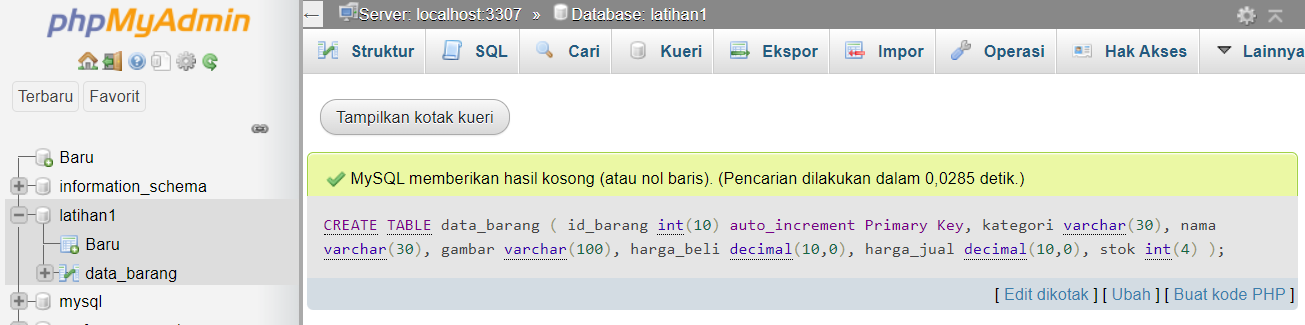 phpMyAdmin
Terbaru Favorit
Baru
information_schema
latihan1
Baru
data_barang
mysql
Server: localhost:3307 » Database: latihan1
Struktur SQL Cari Kueri Ekspor Impor Operasi Hak Akses Lainnya
Tampilkan kotak kueri
MySQL memberikan hasil kosong (atau nol baris). (Pencarian dilakukan dalam 0,0285 detik.)
CREATE TABLE data_barang ( id_barang int(10) auto_increment Primary Key, kategori varchar(30), nama
varchar(30), gambar varchar(100), harga_beli decimal(10,0), harga_jual decimal(10,0), stok int(4) );
[ Edit dikotak ] [ Ubah ] [ Buat kode PHP ]